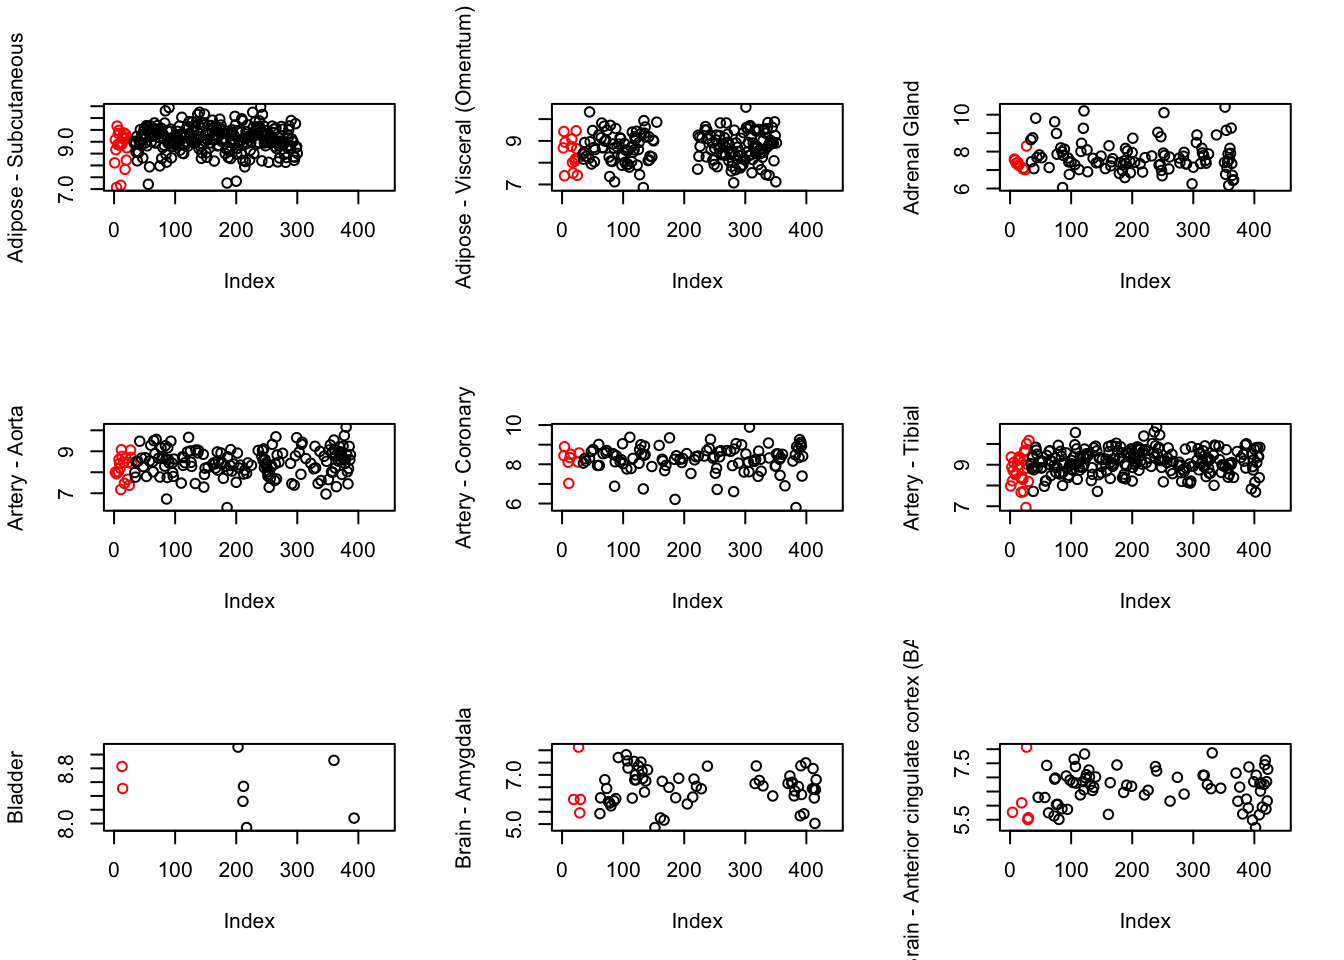 Adipose - Subcutaneous
7.0 9.0
0 100 200 300 400
Index
Adipose - Visceral (Omentum)
7 9
0 100 200 300 400
Index
Adrenal Gland
6 8 10
0 100 200 300 400
Index
Artery - Aorta
7 9
0 100 200 300 400
Index
Artery - Coronary
6 8 10
0 100 200 300 400
Index
Artery - Tibial
7 9
0 100 200 300 400
Index
Bladder
8.0 8.8
0 100 200 300 400
Index
Brain - Amygdala
5.0 7.0
0 100 200 300 400
Index
rain - Anterior cingulate cortex (BA
5.5 7.5
0 100 200 300 400
Index